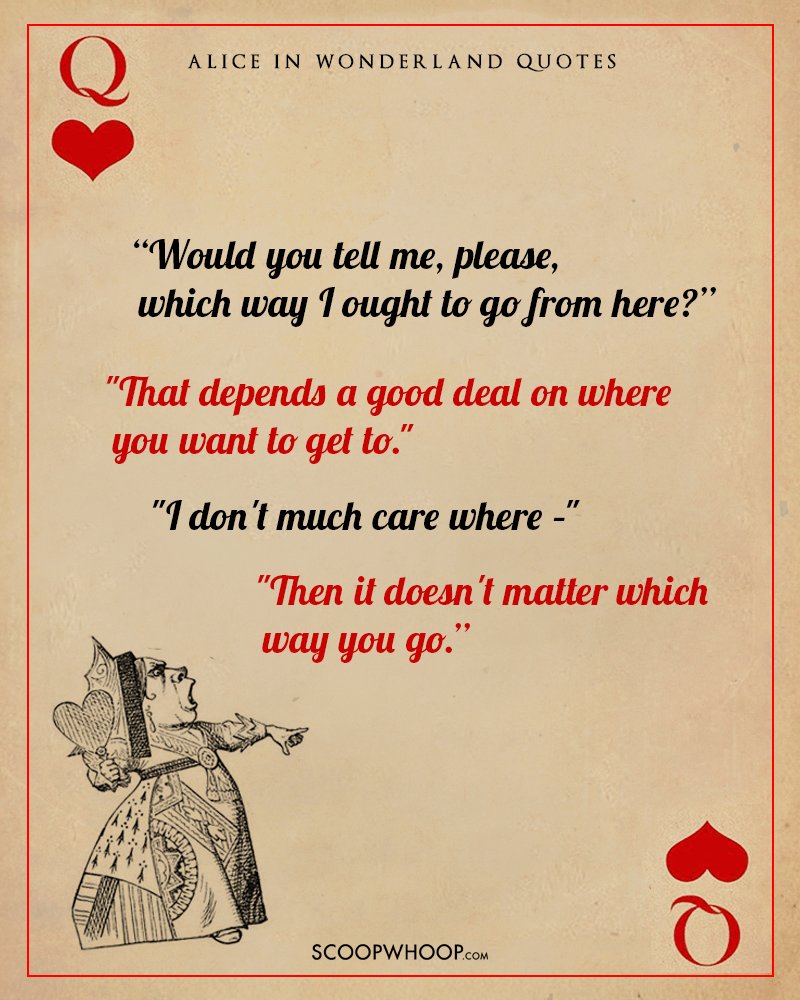 Q
ALICE IN WONDERLAND QUOTES
“Would you tell me, please,
which way I ought to go from here?”
"That depends a good deal on where
you want to get to."
"I don't much care where –"
"Then it doesn't matter which
way you go.”
Q
SCOOPWHOOP.COM